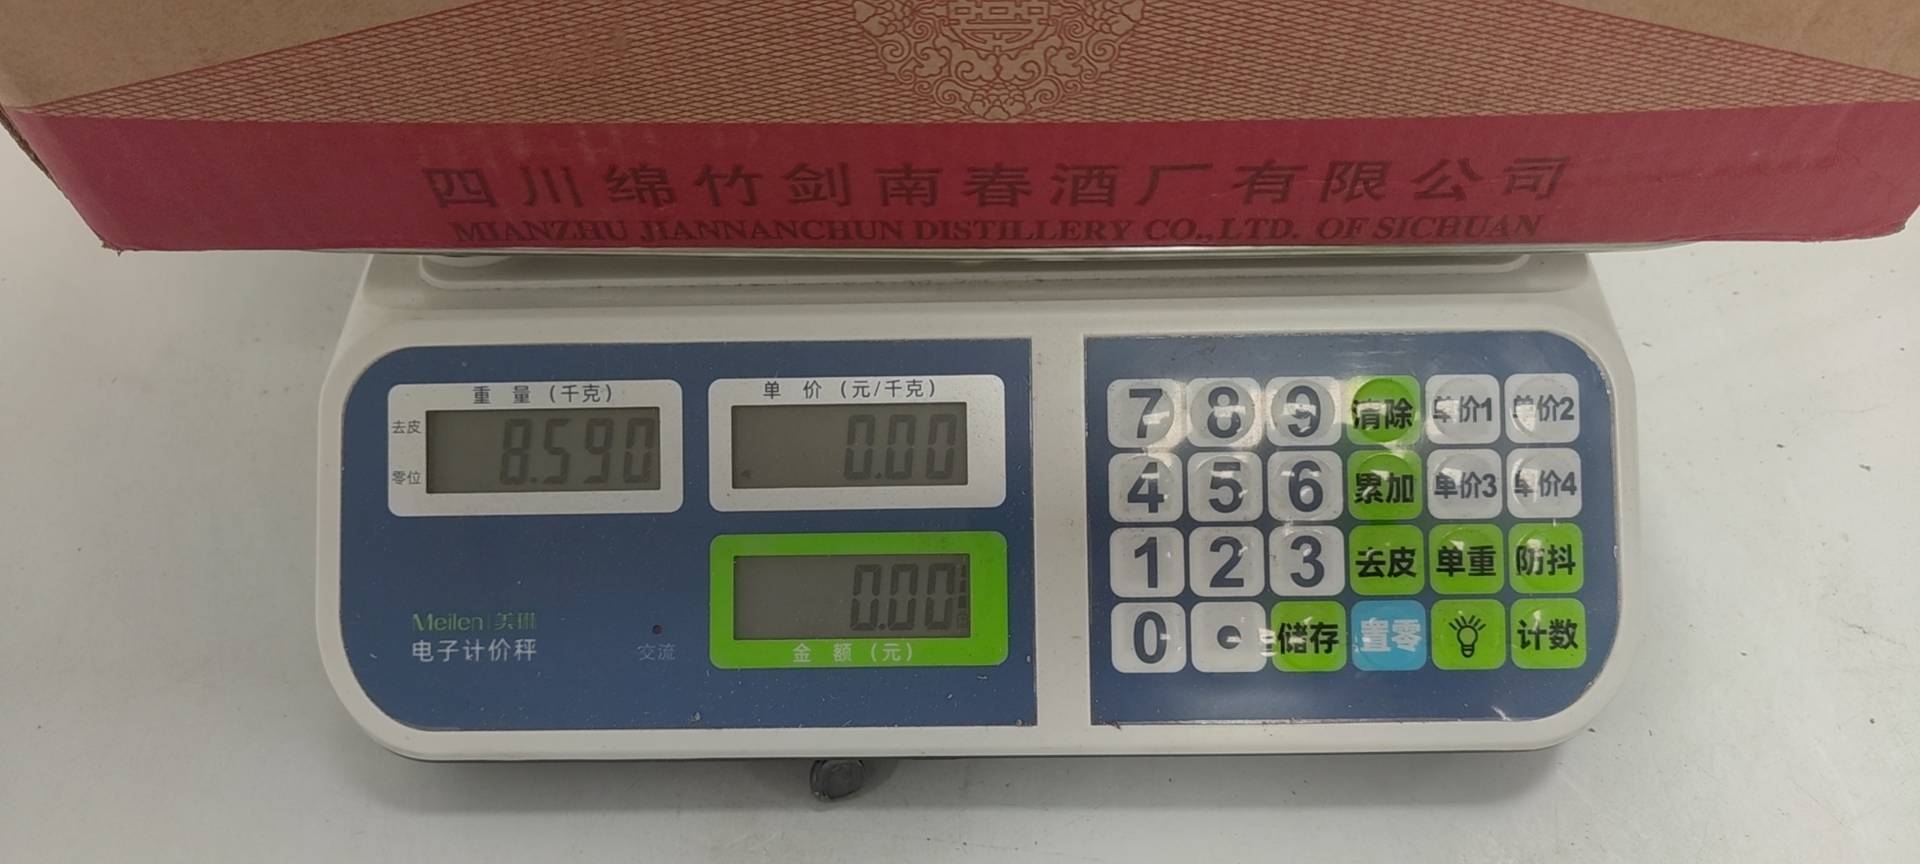 四川绵竹剑南春酒厂有限公司
MIANZHU JIANNANCHUN DISTILLERY CO., LTD. OF SICHUAN
重量(千克)
去皮
零位
8.590
单价(元/千克)
0.00
0.00
金额(元)
Meilen|美琳
电子计价秤
交流
7 8 9 清除 单价1 单价2
4 5 6 累加 单价3 单价4
1 2 3 去皮 单重 防抖
0 . 储存 置零 计数